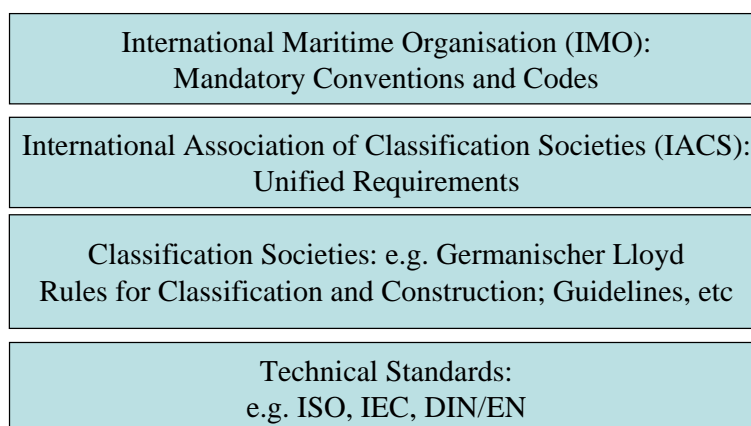 International Maritime Organisation (IMO):
Mandatory Conventions and Codes
International Association of Classification Societies (IACS):
Unified Requirements
Classification Societies: e.g. Germanischer Lloyd
Rules for Classification and Construction; Guidelines, etc
Technical Standards:
e.g. ISO, IEC, DIN/EN